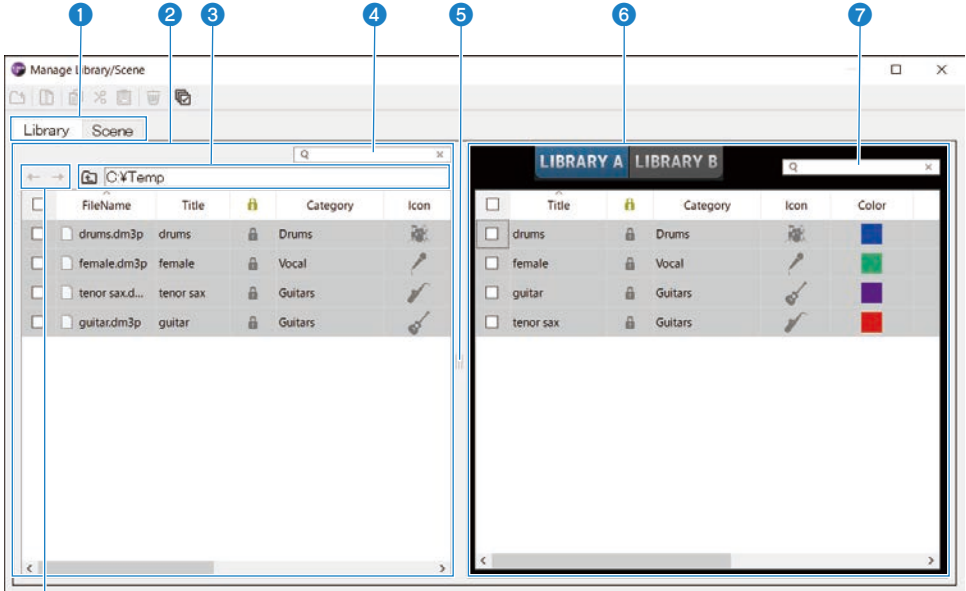 1 2 3 4 5 6 7
Manage Library/Scene
Library Scene
LIBRARY A LIBRARY B
C:¥Temp
FileName Title Category Icon
drums.dm3p drums Drums
female.dm3p female Vocal
tenor sax.d... tenor sax Guitars
guitar.dm3p guitar Guitars
Title Category Icon Color
drums Drums
female Vocal
guitar Guitars
tenor sax Guitars